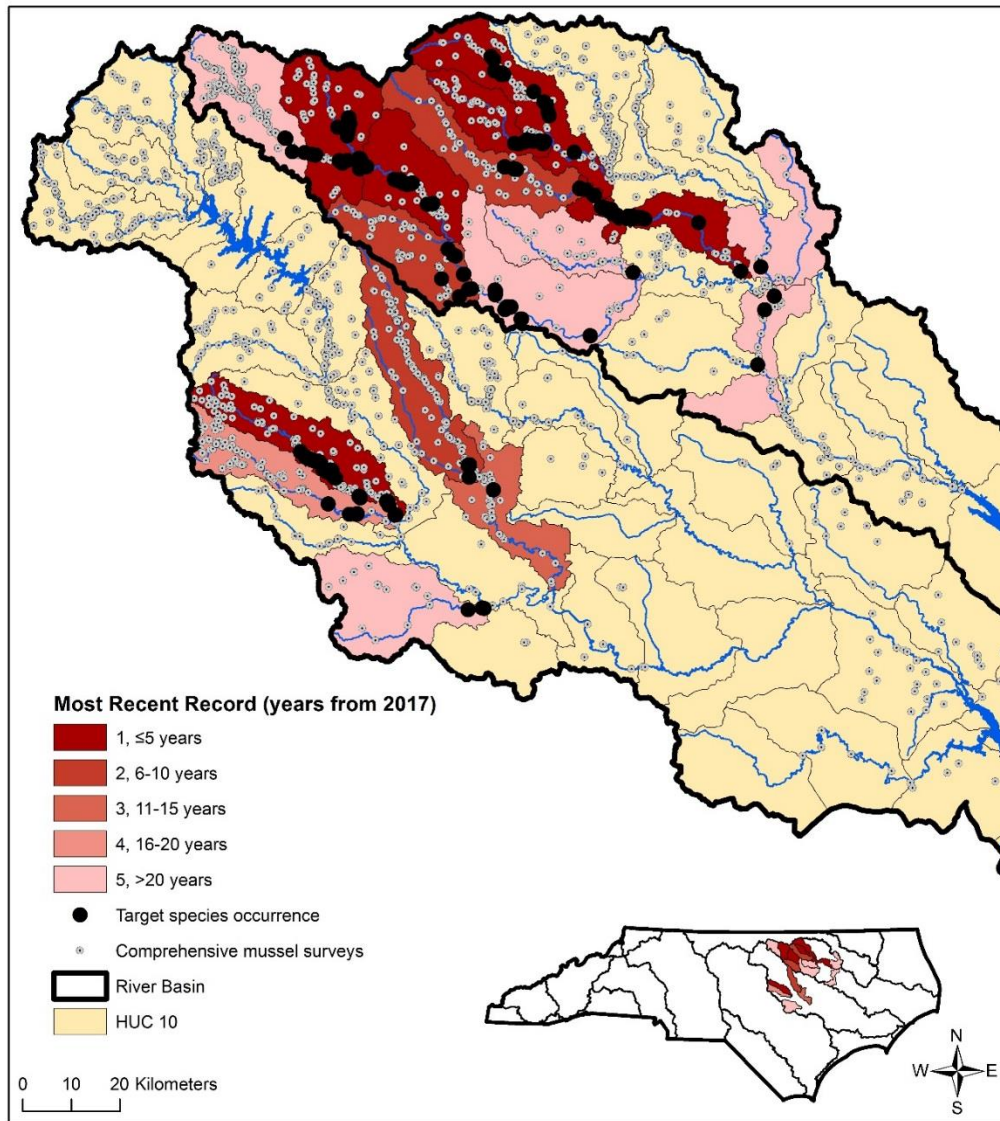 Most Recent Record (years from 2017)
1, ≤5 years
2, 6-10 years
3, 11-15 years
4, 16-20 years
5, >20 years
Target species occurrence
Comprehensive mussel surveys
River Basin
HUC 10
0 10 20 Kilometers
N
W E
S